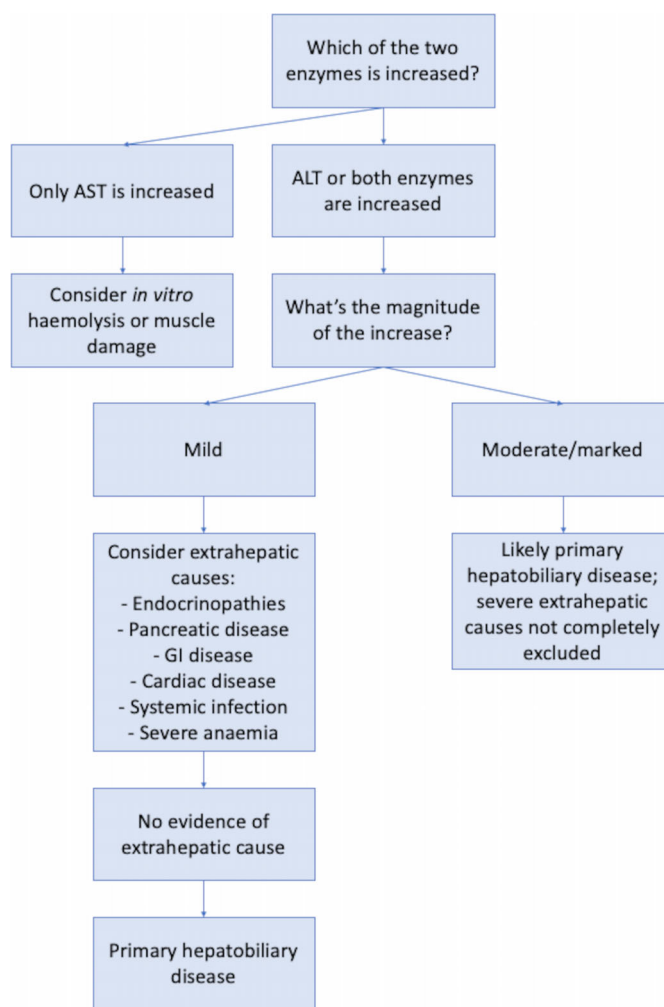 Which of the two
enzymes is increased?
Only AST is increased
ALT or both enzymes
are increased
Consider in vitro
haemolysis or muscle
damage
What's the magnitude
of the increase?
Mild
Moderate/marked
Consider extrahepatic
causes:
- Endocrinopathies
- Pancreatic disease
- GI disease
- Cardiac disease
- Systemic infection
- Severe anaemia
Likely primary
hepatobiliary disease;
severe extrahepatic
causes not completely
excluded
No evidence of
extrahepatic cause
Primary hepatobiliary
disease